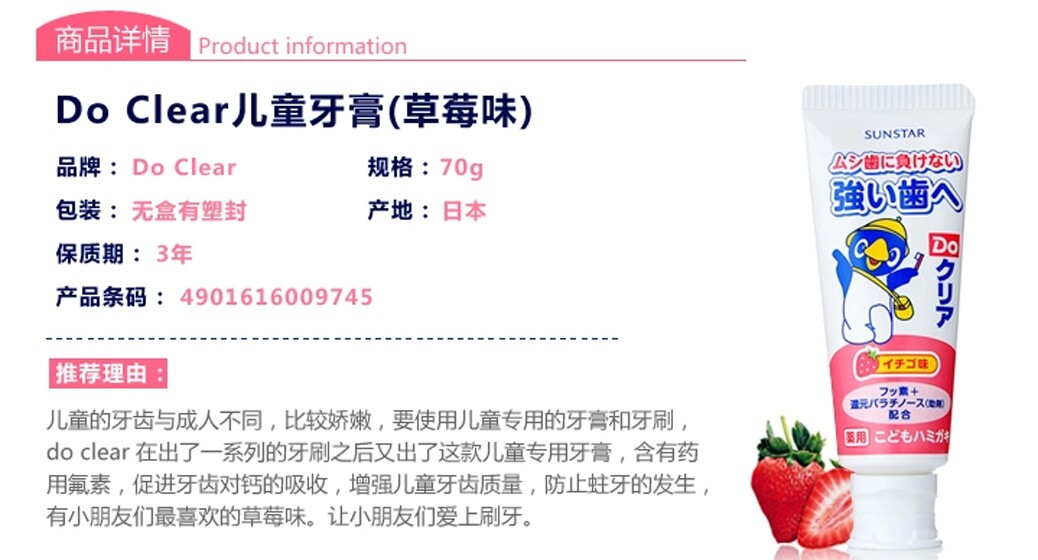 商品详情 Product information
Do Clear儿童牙膏(草莓味)
品牌： Do Clear 规格：70g
包装： 无盒有塑封 产地： 日本
保质期： 3年
产品条码： 4901616009745
推荐理由：
儿童的牙齿与成人不同，比较娇嫩，要使用儿童专用的牙膏和牙刷，
do clear 在出了一系列的牙刷之后又出了这款儿童专用牙膏，含有药
用氟素，促进牙齿对钙的吸收，增强儿童牙齿质量，防止蛀牙的发生，
有小朋友们最喜欢的草莓味。让小朋友们爱上刷牙。
SUNSTAR
ムシ歯に負けない
強い歯へ
Do
クリア
イチゴ味
フッ素＋
還元パラチノース(助剤)
配合
薬用 こどもハミガキ